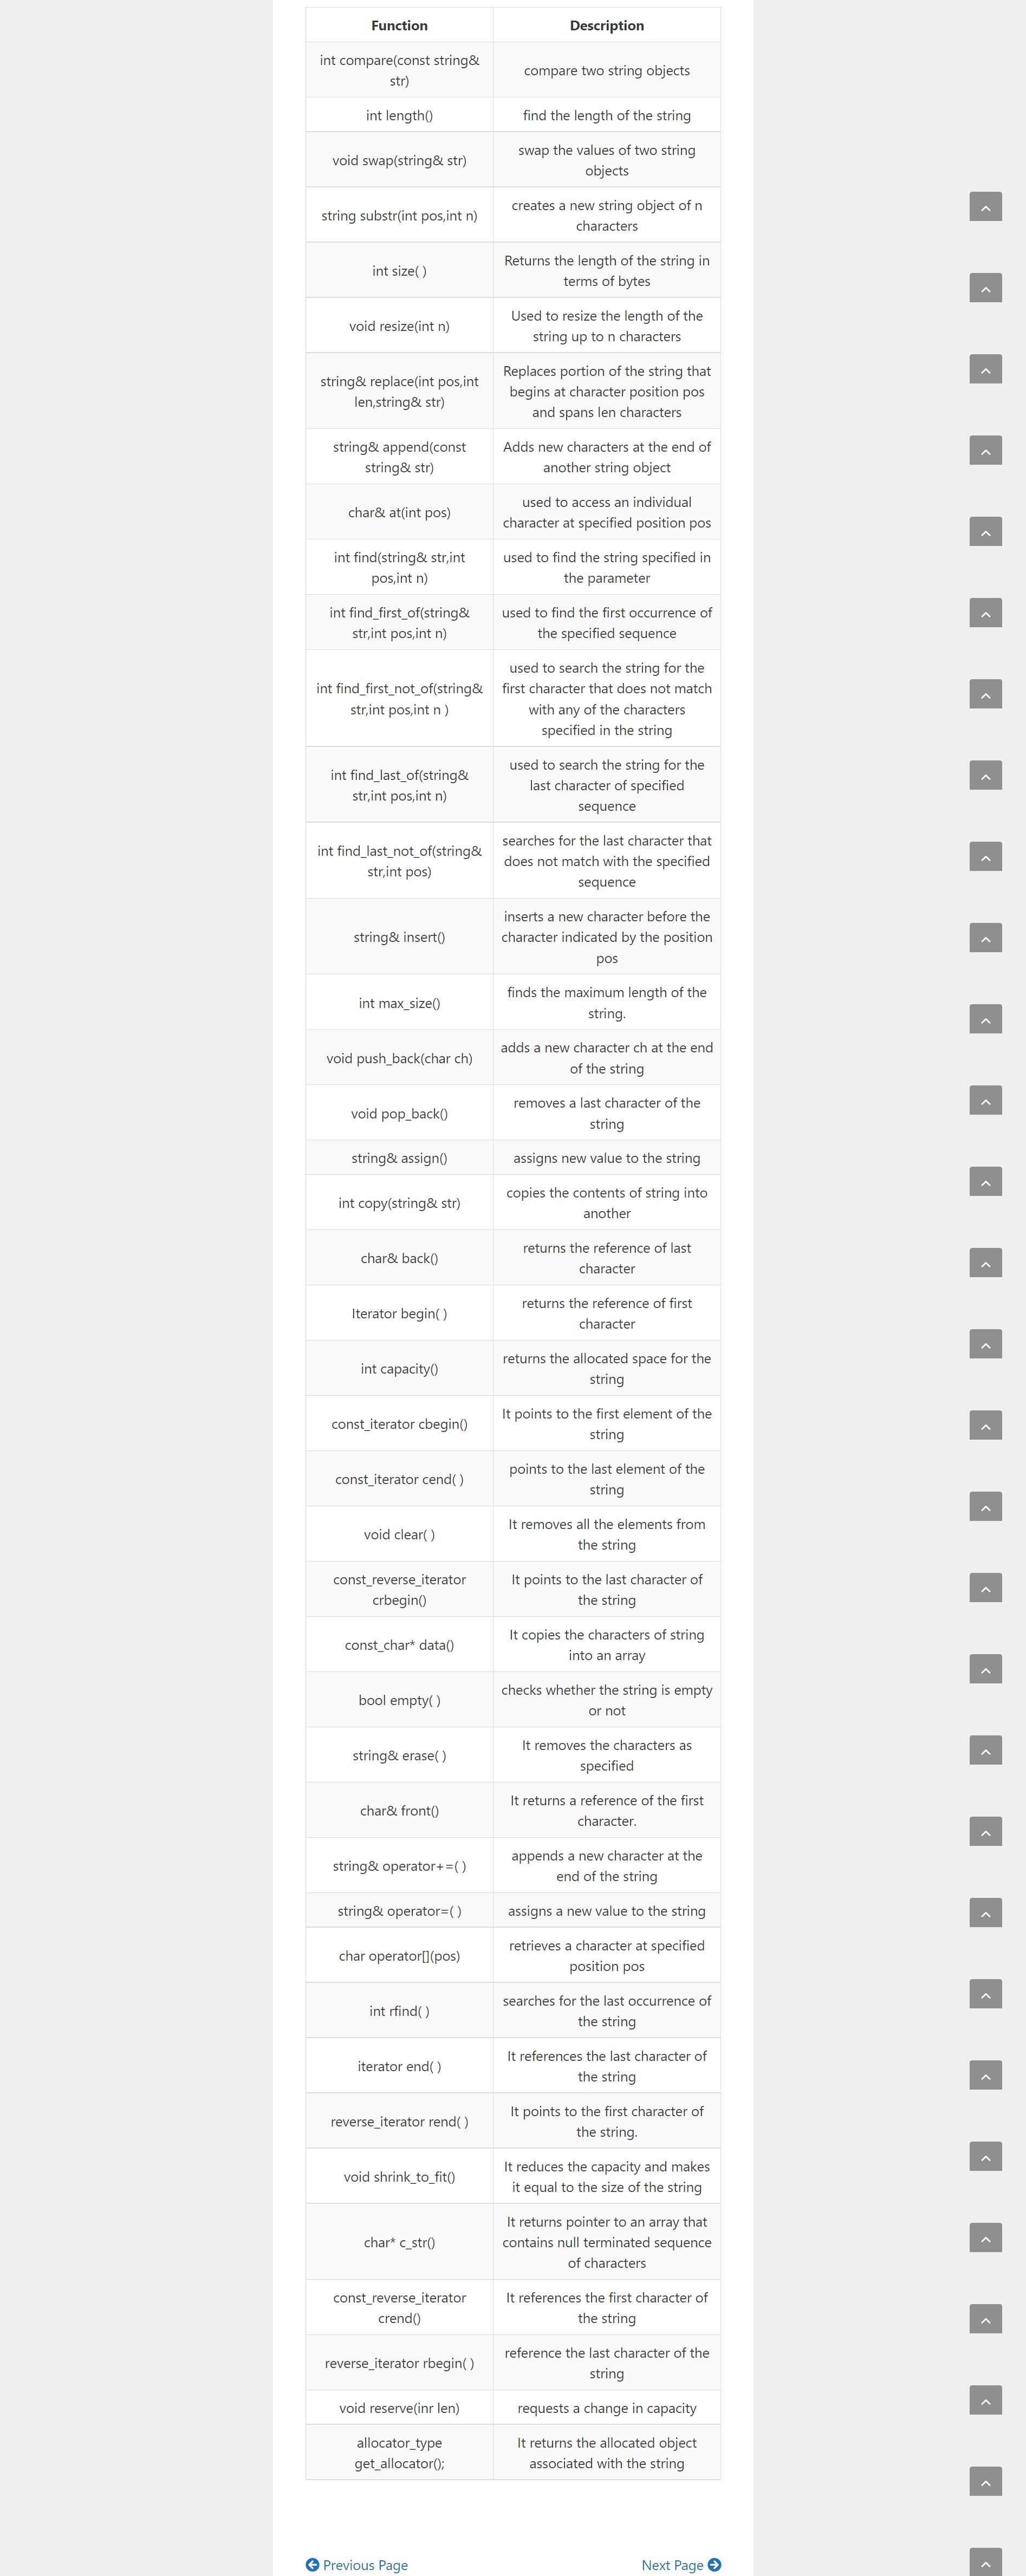 Function Description
int compare(const string&
str)
compare two string objects
int length() find the length of the string
void swap(string& str)
swap the values of two string
objects
string substr(int pos,int n)
creates a new string object of n
characters
int size( )
Returns the length of the string in
terms of bytes
void resize(int n)
Used to resize the length of the
string up to n characters
string& replace(int pos,int
len,string& str)
Replaces portion of the string that
begins at character position pos
and spans len characters
string& append(const
string& str)
Adds new characters at the end of
another string object
char& at(int pos)
used to access an individual
character at specified position pos
int find(string& str,int
pos,int n)
used to find the string specified in
the parameter
int find_first_of(string&
str,int pos,int n)
used to find the first occurrence of
the specified sequence
int find_first_not_of(string&
str,int pos,int n )
used to search the string for the
first character that does not match
with any of the characters
specified in the string
int find_last_of(string&
str,int pos,int n)
used to search the string for the
last character of specified
sequence
int find_last_not_of(string&
str,int pos)
searches for the last character that
does not match with the specified
sequence
string& insert()
inserts a new character before the
character indicated by the position
pos
int max_size()
finds the maximum length of the
string.
void push_back(char ch)
adds a new character ch at the end
of the string
void pop_back()
removes a last character of the
string
string& assign() assigns new value to the string
int copy(string& str)
copies the contents of string into
another
char& back()
returns the reference of last
character
Iterator begin( )
returns the reference of first
character
int capacity()
returns the allocated space for the
string
const_iterator cbegin()
It points to the first element of the
string
const_iterator cend( )
points to the last element of the
string
void clear( )
It removes all the elements from
the string
const_reverse_iterator
crbegin()
It points to the last character of
the string
const_char* data()
It copies the characters of string
into an array
bool empty( )
checks whether the string is empty
or not
string& erase( )
It removes the characters as
specified
char& front()
It returns a reference of the first
character.
string& operator+=( )
appends a new character at the
end of the string
string& operator=( ) assigns a new value to the string
char operator[](pos)
retrieves a character at specified
position pos
int rfind( )
searches for the last occurrence of
the string
iterator end( )
It references the last character of
the string
reverse_iterator rend( )
It points to the first character of
the string.
void shrink_to_fit()
It reduces the capacity and makes
it equal to the size of the string
char* c_str()
It returns pointer to an array that
contains null terminated sequence
of characters
const_reverse_iterator
crend()
It references the first character of
the string
reverse_iterator rbegin( )
reference the last character of the
string
void reserve(inr len) requests a change in capacity
allocator_type
get_allocator();
It returns the allocated object
associated with the string
Previous Page Next Page